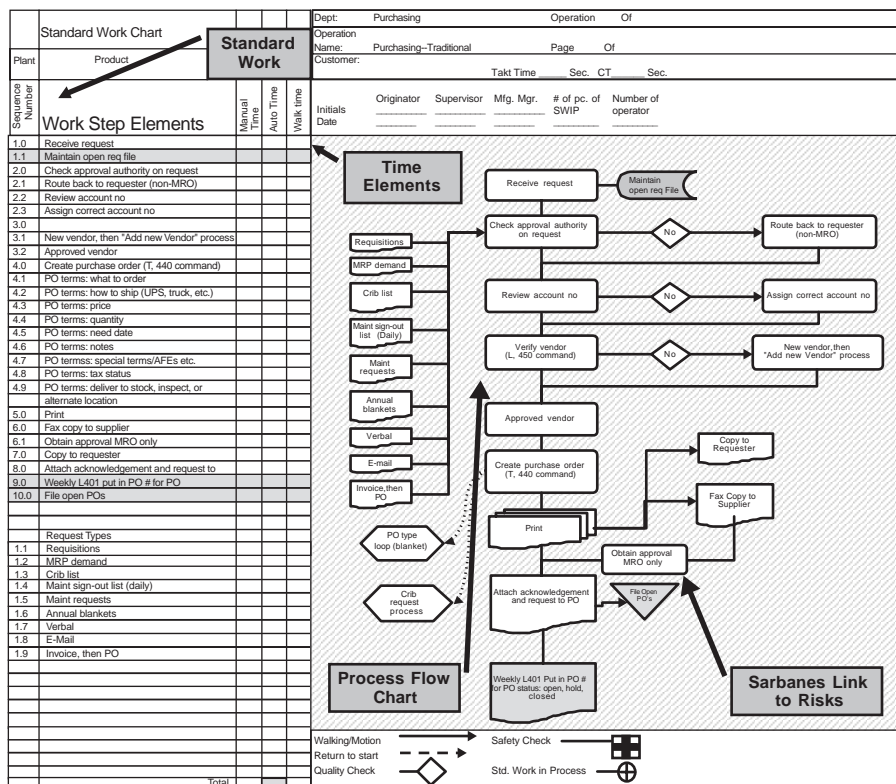 Standard Work Chart
Plant
Product
Standard
Work
Dept: Purchasing Operation Of
Operation
Name: Purchasing--Traditional Page Of
Customer:
Takt Time _____ Sec. CT_____ Sec.
Sequence
Number
Work Step Elements
Manual
Time
Auto Time
Walk time
Initials
Date
Originator
Supervisor
Mfg. Mgr.
# of pc. of
SWIP
Number of
operator
1.0 Receive request
1.1 Maintain open req file
2.0 Check approval authority on request
2.1 Route back to requester (non-MRO)
2.2 Review account no
2.3 Assign correct account no
3.0
3.1 New vendor, then "Add new Vendor" process
3.2 Approved vendor
4.0 Create purchase order (T, 440 command)
4.1 PO terms: what to order
4.2 PO terms: how to ship (UPS, truck, etc.)
4.3 PO terms: price
4.4 PO terms: quantity
4.5 PO terms: need date
4.6 PO terms: notes
4.7 PO termss: special terms/AFEs etc.
4.8 PO terms: tax status
4.9 PO terms: deliver to stock, inspect, or
alternate location
5.0 Print
6.0 Fax copy to supplier
6.1 Obtain approval MRO only
7.0 Copy to requester
8.0 Attach acknowledgement and request to
9.0 Weekly L401 put in PO # for PO
10.0 File open POs
Request Types
1.1 Requisitions
1.2 MRP demand
1.3 Crib list
1.4 Maint sign-out list (daily)
1.5 Maint requests
1.6 Annual blankets
1.7 Verbal
1.8 E-Mail
1.9 Invoice, then PO
Total
Time
Elements
Receive request
Maintain
open req File
Check approval authority
on request
No
Route back to requester
(non-MRO)
Requisitions
MRP demand
Crib list
Maint sign-out
list (Daily)
Maint
requests
Annual
blankets
Verbal
E-mail
Invoice,then
PO
Review account no
No
Assign correct account no
Verify vendor
(L, 450 command)
No
New vendor,then
"Add new Vendor" process
Approved vendor
Create purchase order
(T, 440 command)
Copy to
Requester
Fax Copy to
Supplier
Print
PO type
loop (blanket)
Obtain approval
MRO only
Crib
request
process
Attach acknowledgement
and request to PO
File Open
PO's
Process Flow
Chart
Weekly L401 Put in PO #
for PO status: open, hold,
closed
Sarbanes Link
to Risks
Walking/Motion
Return to start
Quality Check
Safety Check
Std. Work in Process